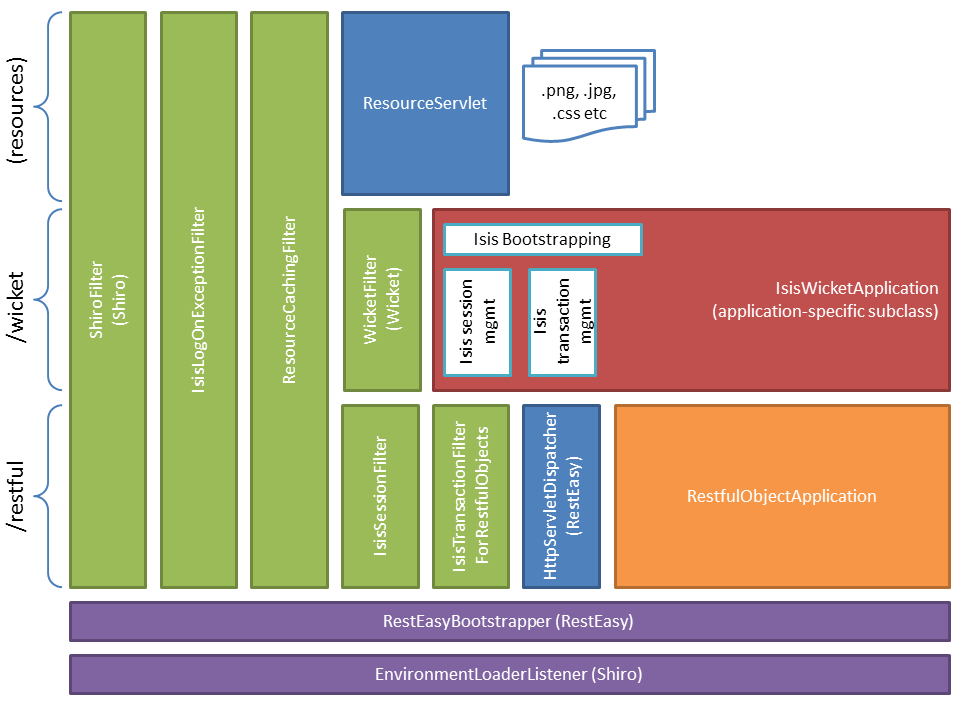 (resources)
/wicket
/restful
ShiroFilter
(Shiro)
IsisLogOnExceptionFilter
ResourceCachingFilter
ResourceServlet
.png, .jpg,
.css etc
WicketFilter
(Wicket)
Isis Bootstrapping
Isis session
mgmt
Isis
transaction
mgmt
IsisWicketApplication
(application-specific subclass)
IsisSessionFilter
IsisTransactionFilter
ForRestfulObjects
HttpServletDispatcher
(RestEasy)
RestfulObjectApplication
RestEasyBootstrapper (RestEasy)
EnvironmentLoaderListener (Shiro)